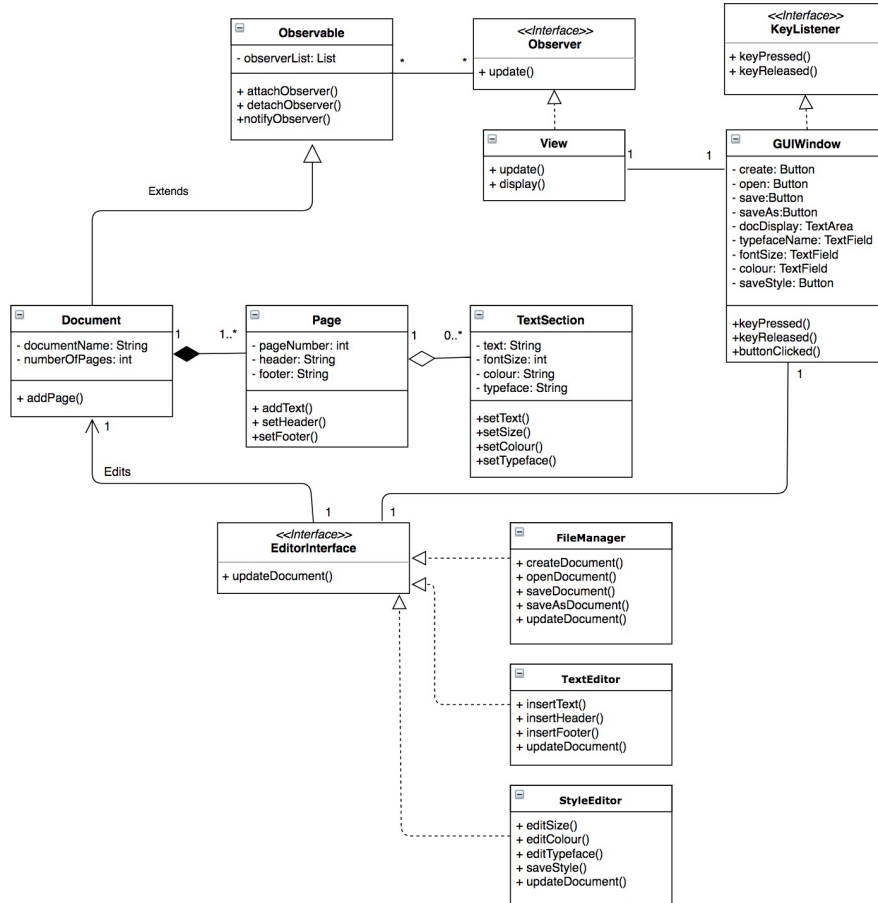 Observable
- observerList: List
+ attachObserver()
+ detachObserver()
+notifyObserver()
*
*
<<Interface>>
Observer
+ update()
<<Interface>>
KeyListener
+ keyPressed()
+ keyReleased()
View
+ update()
+ display()
1
1
GUIWindow
- create: Button
- open: Button
- save:Button
- saveAs:Button
- docDisplay: TextArea
- typefaceName: TextField
- fontSize: TextField
- colour: TextField
- saveStyle: Button
+keyPressed()
+keyReleased()
+buttonClicked()
1
Extends
Document
- documentName: String
- numberOfPages: int
+ addPage()
1
1..*
Page
- pageNumber: int
- header: String
- footer: String
+ addText()
+ setHeader()
+setFooter()
1
0..*
TextSection
- text: String
- fontSize: int
- colour: String
- typeface: String
+setText()
+setSize()
+setColour()
+setTypeface()
1
Edits
1
1
<<Interface>>
EditorInterface
+ updateDocument()
FileManager
+ createDocument()
+ openDocument()
+ saveDocument()
+ saveAsDocument()
+ updateDocument()
TextEditor
+ insertText()
+ insertHeader()
+ insertFooter()
+ updateDocument()
StyleEditor
+ editSize()
+ editColour()
+ editTypeface()
+ saveStyle()
+ updateDocument()